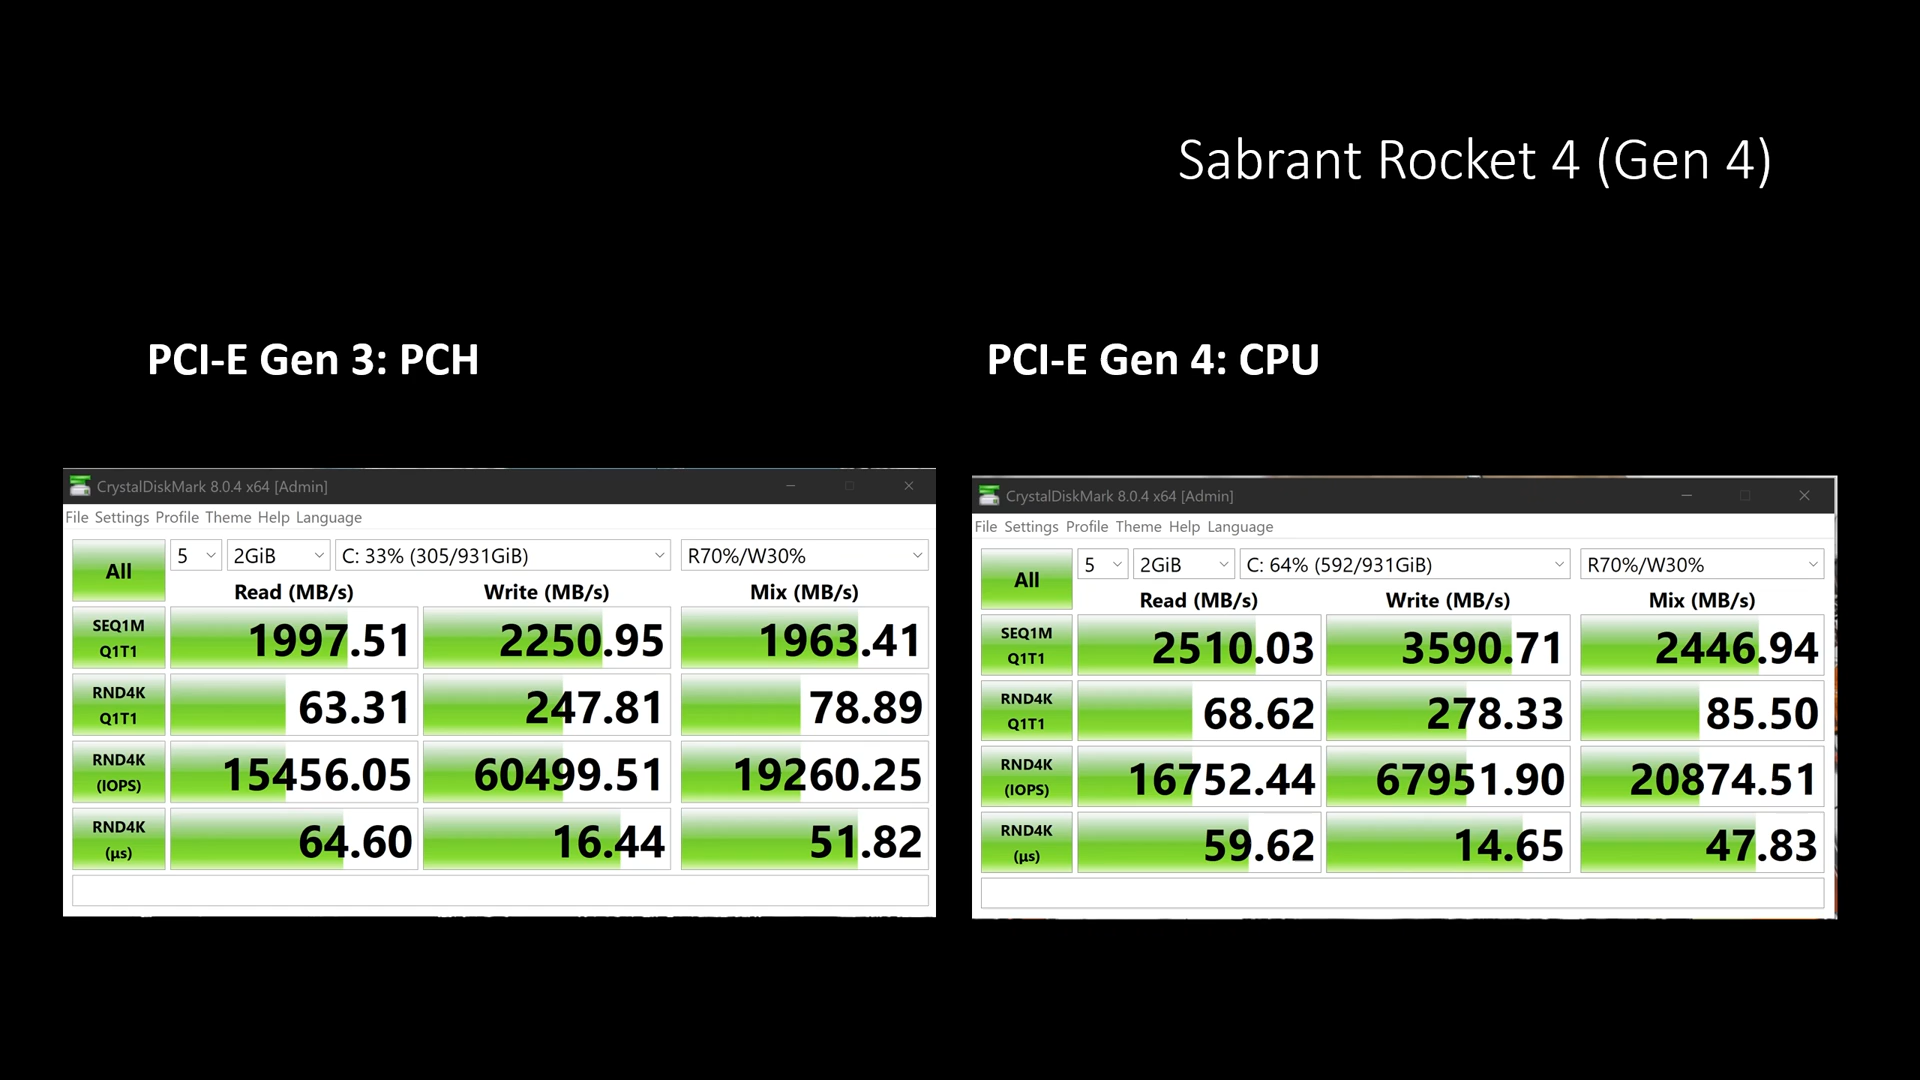 Sabrant Rocket 4 (Gen 4)
PCI-E Gen 3: PCH
CrystalDiskMark 8.0.4 x64 [Admin]
File Settings Profile Theme Help Language
All 5 2GiB C: 33% (305/931GiB) R70%/W30%
Read (MB/s) Write (MB/s) Mix (MB/s)
SEQ1M Q1T1 1997.51 2250.95 1963.41
RND4K Q1T1 63.31 247.81 78.89
RND4K (IOPS) 15456.05 60499.51 19260.25
RND4K (µs) 64.60 16.44 51.82
PCI-E Gen 4: CPU
CrystalDiskMark 8.0.4 x64 [Admin]
File Settings Profile Theme Help Language
All 5 2GiB C: 64% (592/931GiB) R70%/W30%
Read (MB/s) Write (MB/s) Mix (MB/s)
SEQ1M Q1T1 2510.03 3590.71 2446.94
RND4K Q1T1 68.62 278.33 85.50
RND4K (IOPS) 16752.44 67951.90 20874.51
RND4K (µs) 59.62 14.65 47.83